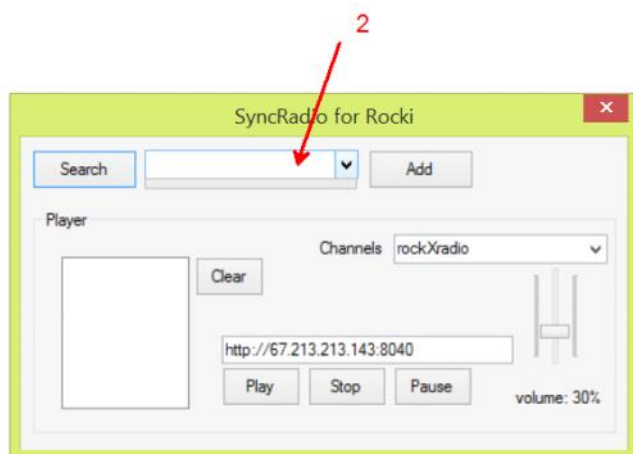 2
SyncRadio for Rocki
Search
Add
Player
Channels
rockXradio
Clear
http://67.213.213.143:8040
Play
Stop
Pause
volume: 30%